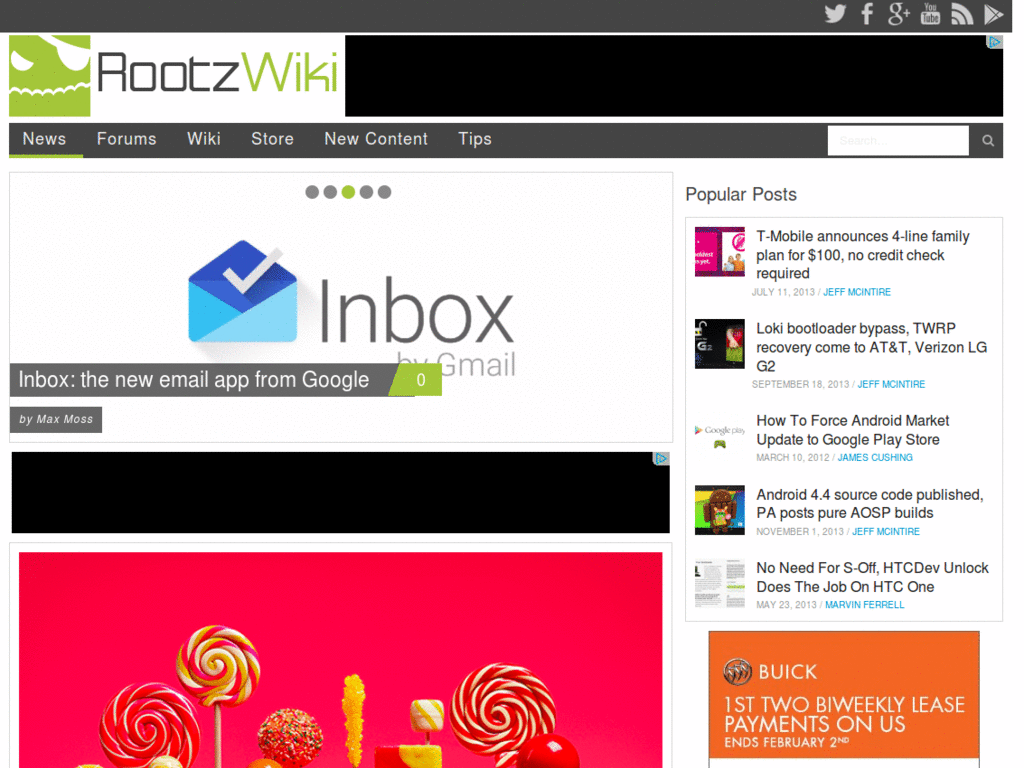 You
Tube
RootzWiki
News
Forums
Wiki
Store
New Content
Tips
Search...
Inbox
by Gmail
Inbox: the new email app from Google
0
by Max Moss
Popular Posts
T-Mobile announces 4-line family
plan for $100, no credit check
required
JULY 11, 2013 / JEFF MCINTIRE
Loki bootloader bypass, TWRP
recovery come to AT&T, Verizon LG
G2
SEPTEMBER 18, 2013 / JEFF MCINTIRE
Google play
How To Force Android Market
Update to Google Play Store
MARCH 10, 2012 / JAMES CUSHING
Android 4.4 source code published,
PA posts pure AOSP builds
NOVEMBER 1, 2013 / JEFF MCINTIRE
No Need For S-Off, HTCDev Unlock
Does The Job On HTC One
MAY 23, 2013 / MARVIN FERRELL
BUICK
1ST TWO BIWEEKLY LEASE
PAYMENTS ON US
ENDS FEBRUARY 2ND